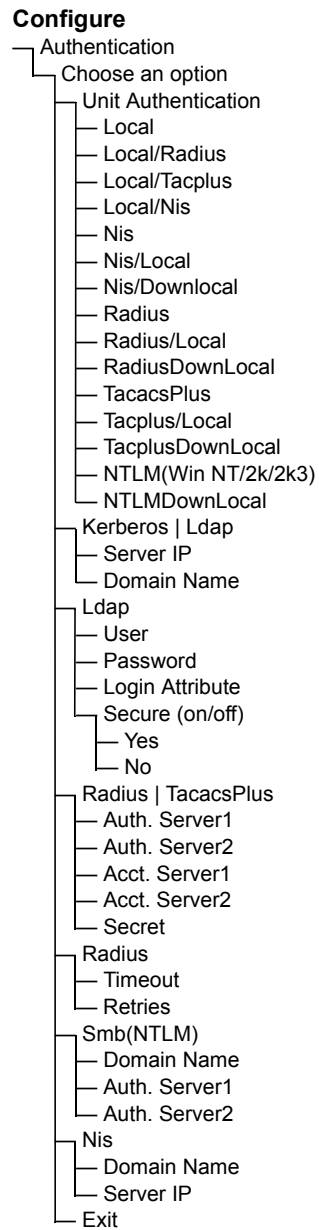 Configure
Authentication
Choose an option
Unit Authentication
Local
Local/Radius
Local/Tacplus
Local/Nis
Nis
Nis/Local
Nis/Downlocal
Radius
Radius/Local
RadiusDownLocal
TacacsPlus
Tacplus/Local
TacplusDownLocal
NTLM(Win NT/2k/2k3)
NTLMDownLocal
Kerberos | Ldap
Server IP
Domain Name
Ldap
User
Password
Login Attribute
Secure (on/off)
Yes
No
Radius | TacacsPlus
Auth. Server1
Auth. Server2
Acct. Server1
Acct. Server2
Secret
Radius
Timeout
Retries
Smb(NTLM)
Domain Name
Auth. Server1
Auth. Server2
Nis
Domain Name
Server IP
Exit